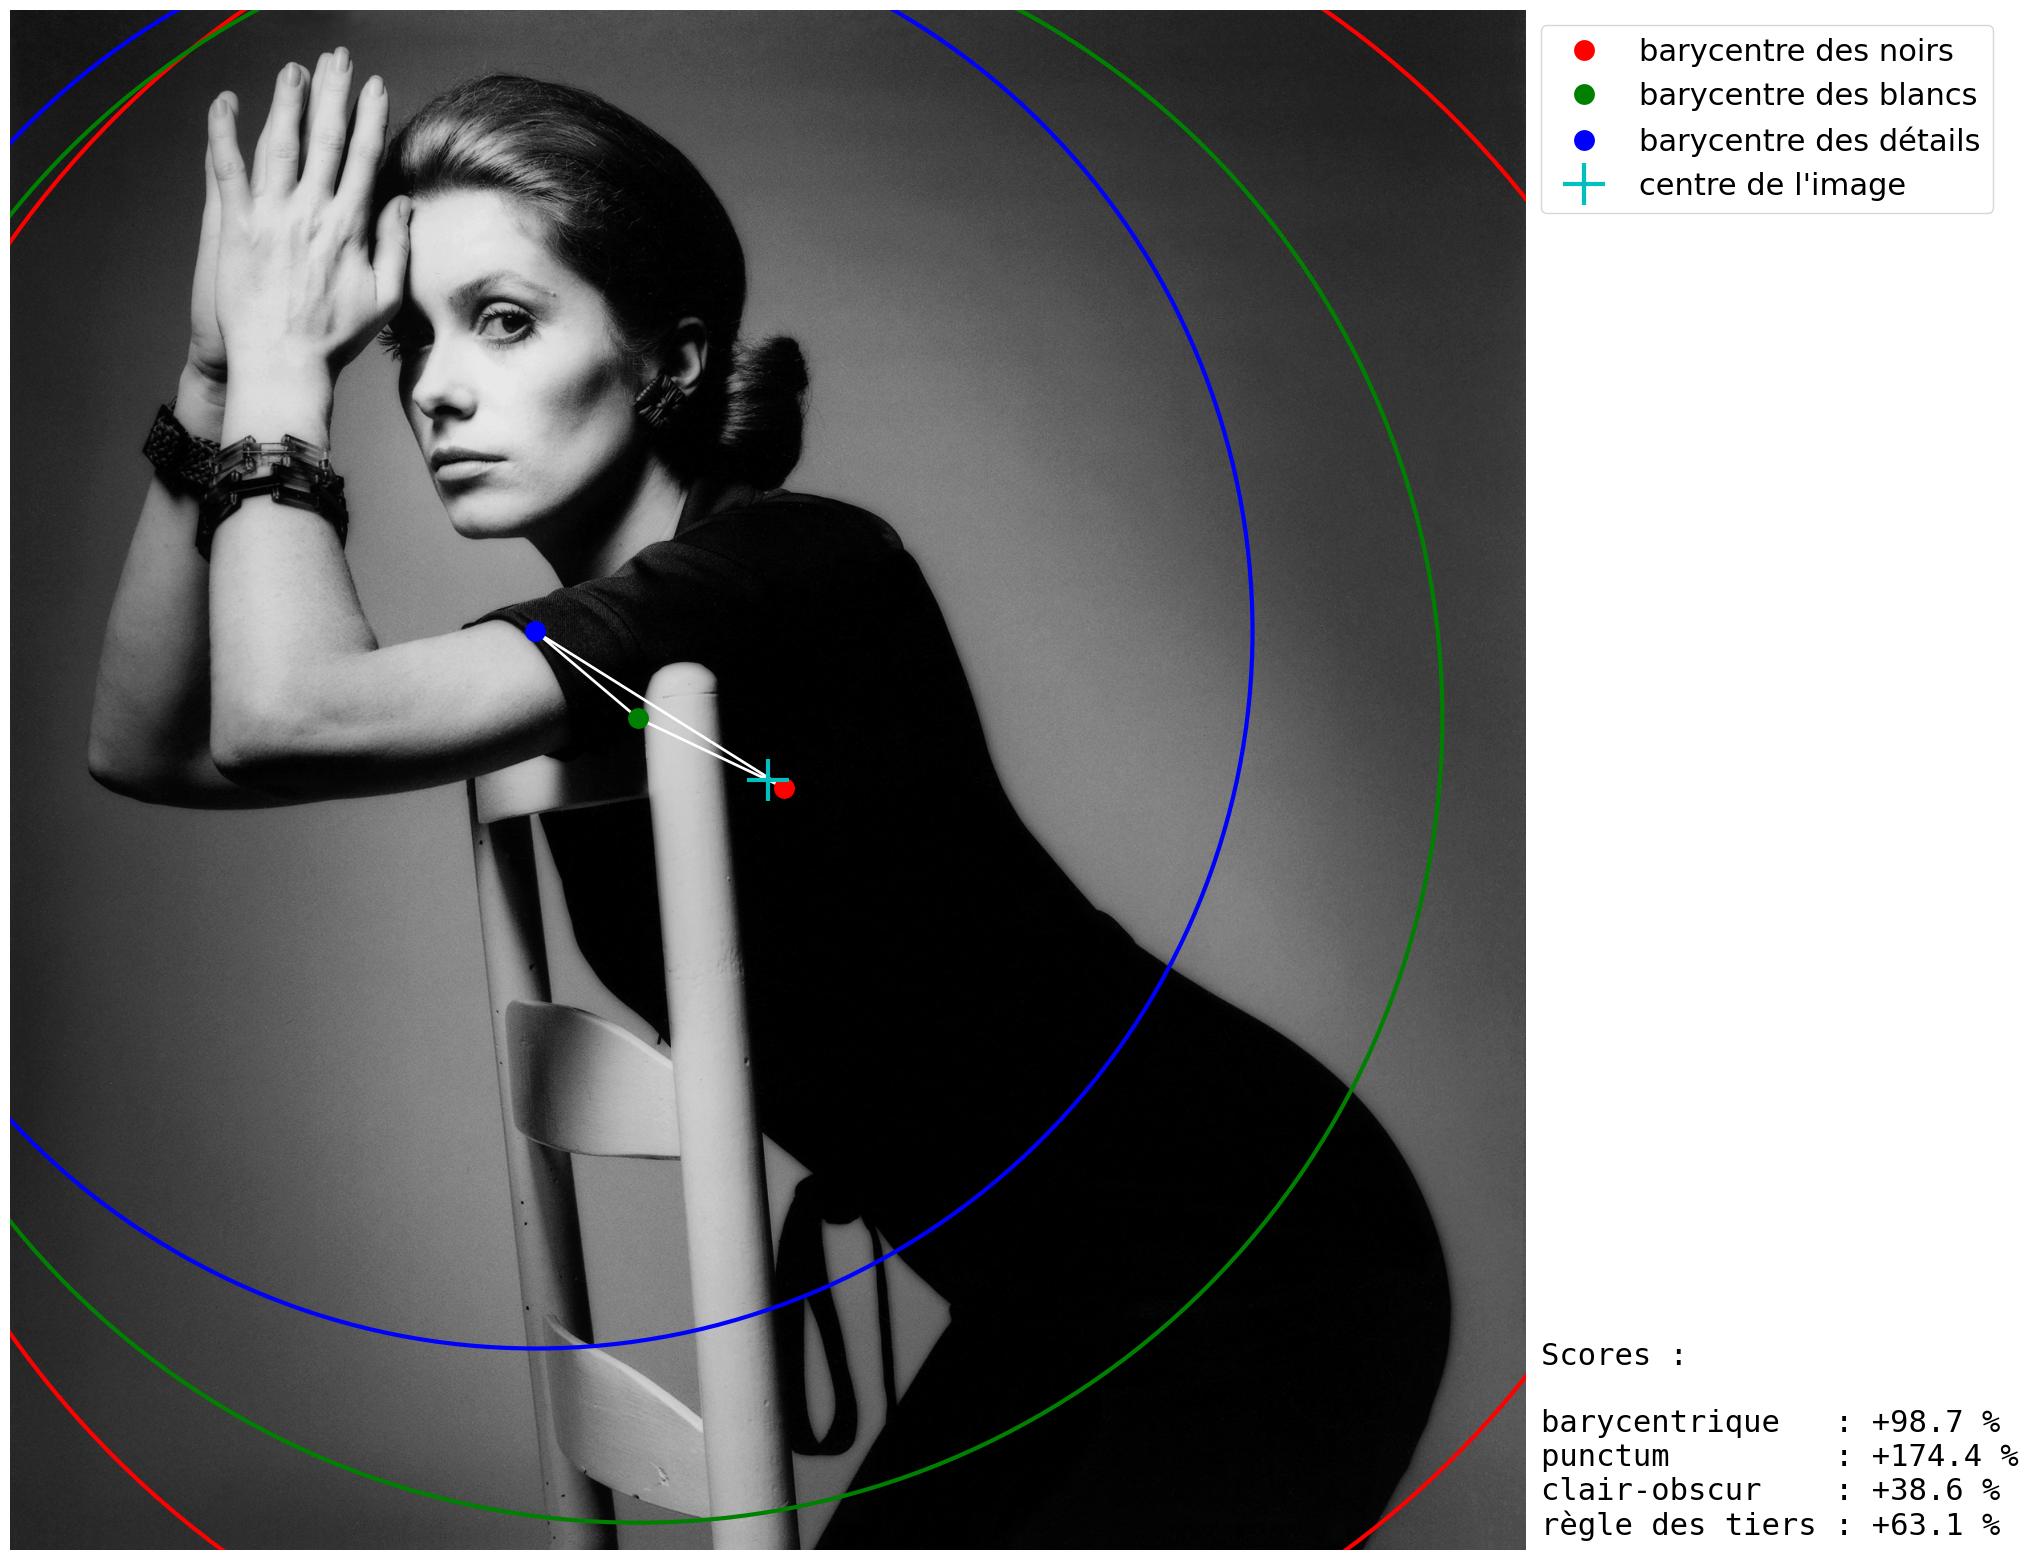 barycentre des noirs
barycentre des blancs
barycentre des détails
centre de l'image
Scores :
barycentrique : +98.7 %
punctum : +174.4 %
clair-obscur : +38.6 %
règle des tiers : +63.1 %